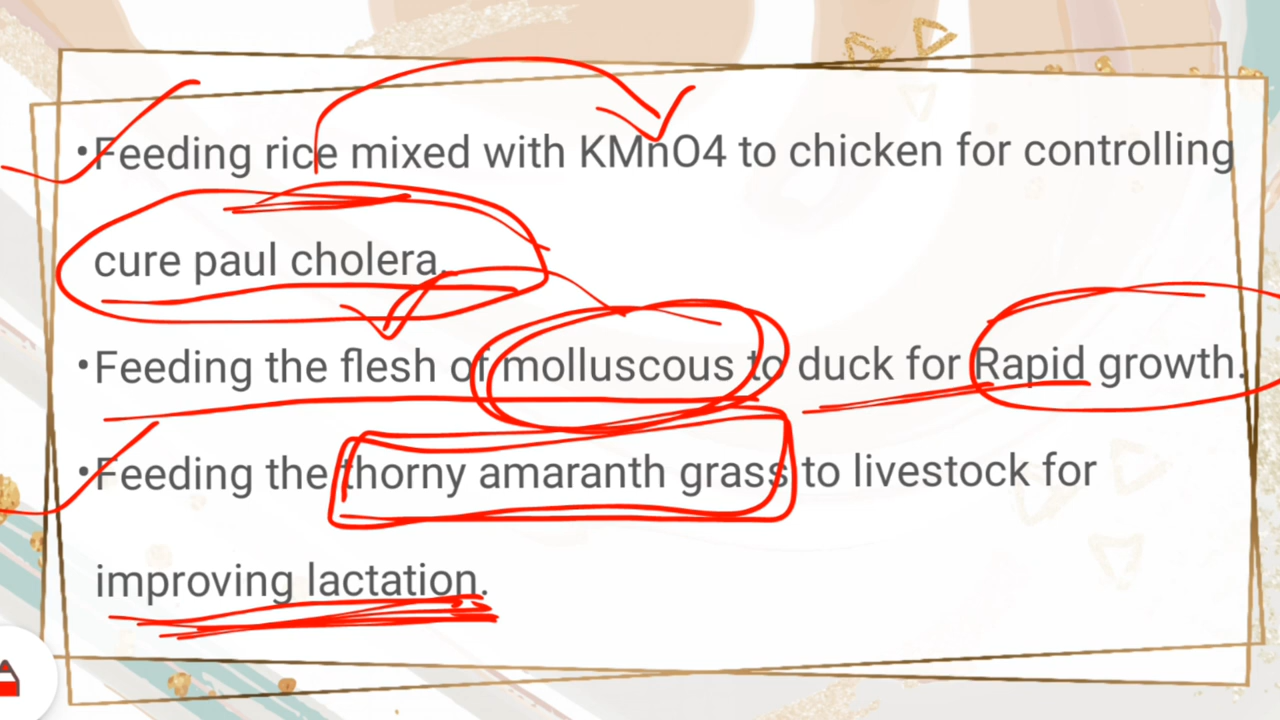 •Feeding rice mixed with KMnO4 to chicken for controlling
cure paul cholera.
•Feeding the flesh of molluscous to duck for Rapid growth.
•Feeding the thorny amaranth grass to livestock for
improving lactation.